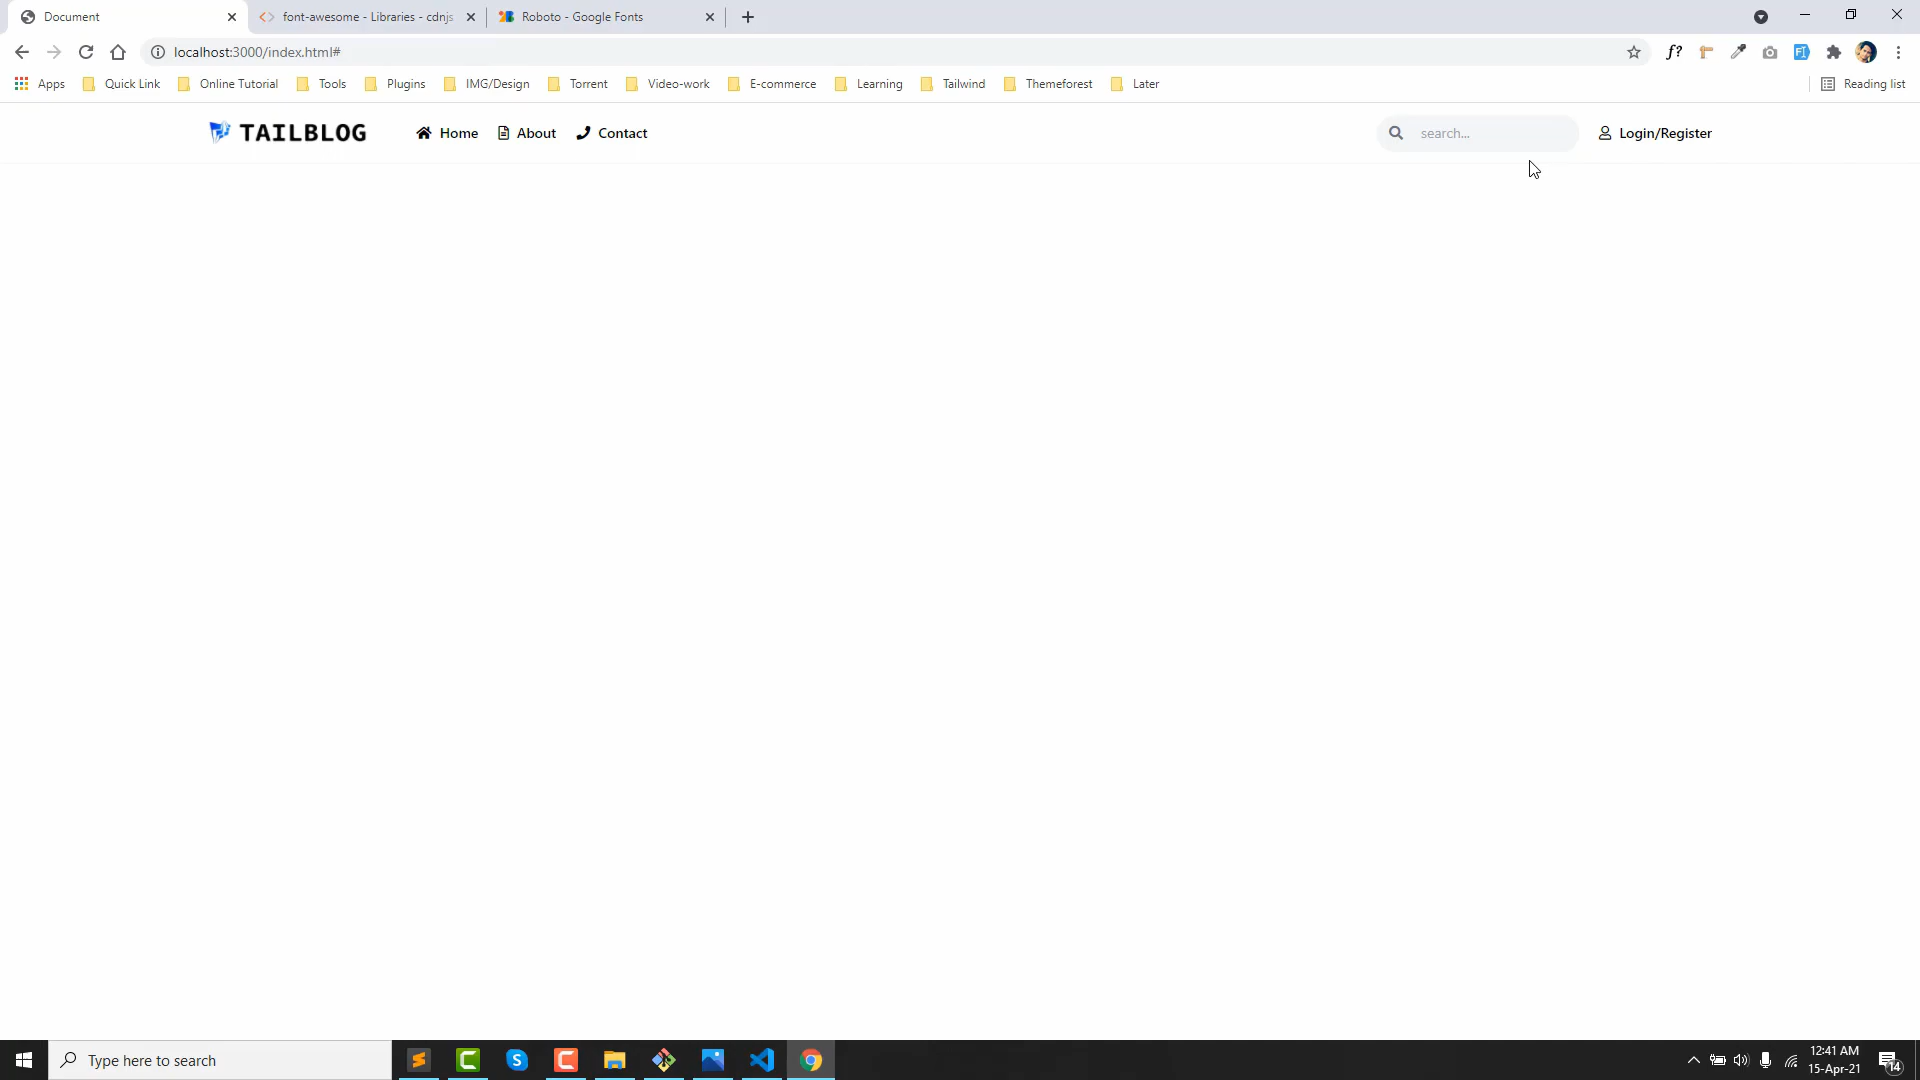 Document
font-awesome - Libraries - cdnjs
Roboto - Google Fonts
localhost:3000/index.html#
f?
FI
Apps
Quick Link
Online Tutorial
Tools
Plugins
IMG/Design
Torrent
Video-work
E-commerce
Learning
Tailwind
Themeforest
Later
Reading list
TAILBLOG
Home
About
Contact
search...
Login/Register
Type here to search
12:41 AM
15-Apr-21
14